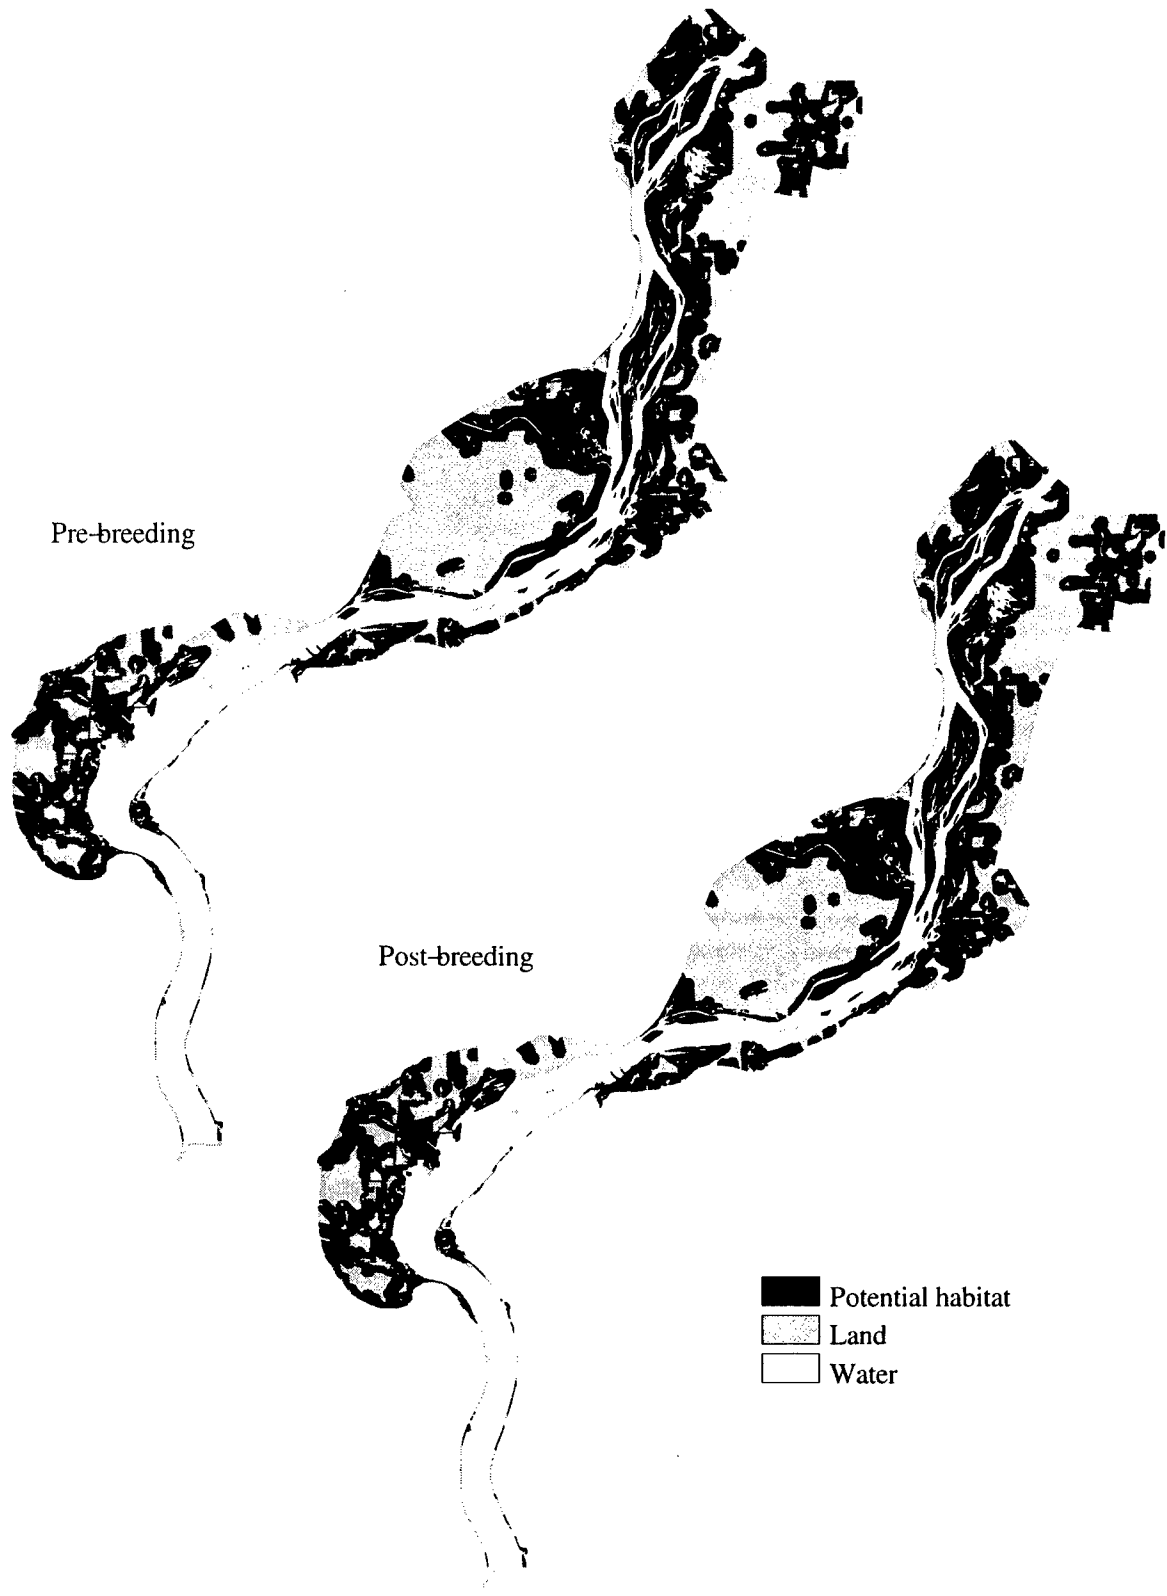 Pre-breeding
Post-breeding
Potential habitat
Land
Water